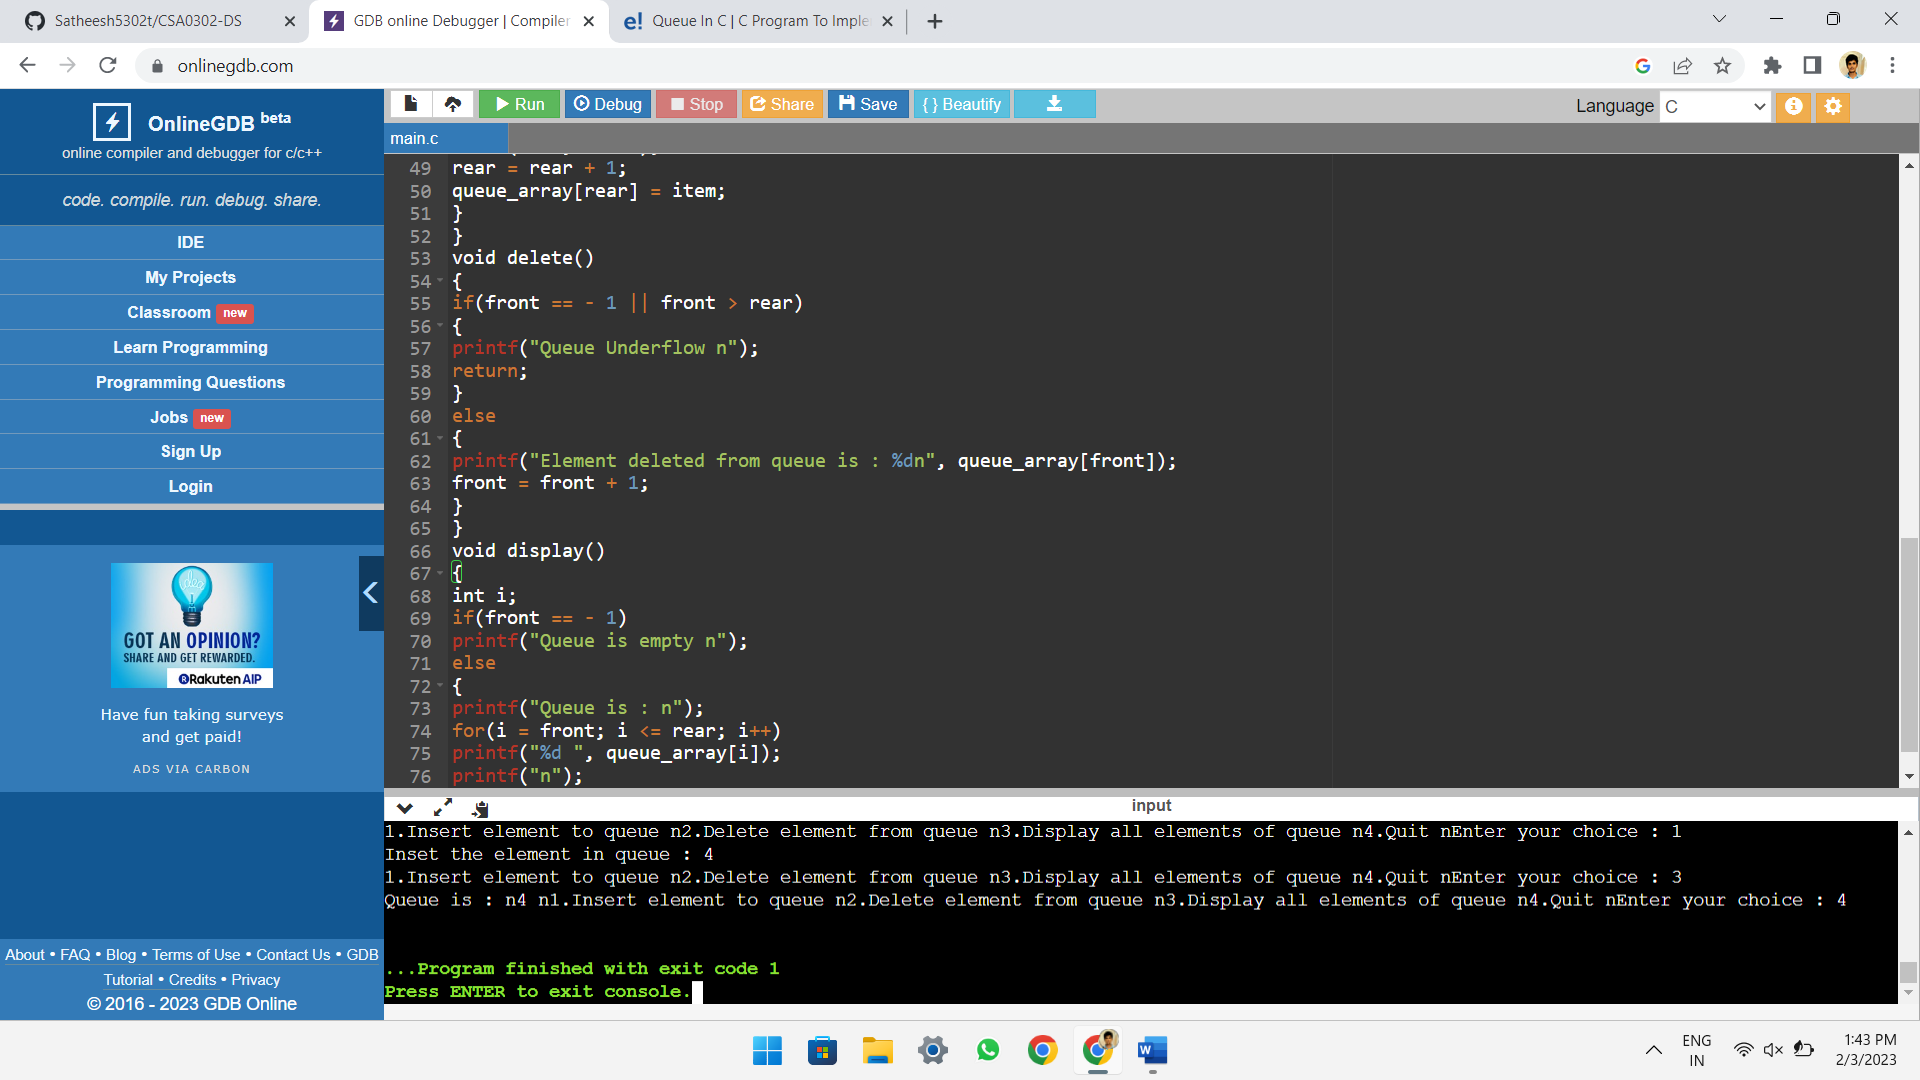 Satheesh5302t/CSA0302-DS
GDB online Debugger | Compiler
e! Queue In C | C Program To Imple
onlinegdb.com
OnlineGDB beta
online compiler and debugger for c/c++
code. compile. run. debug. share.
IDE
My Projects
Classroom new
Learn Programming
Programming Questions
Jobs new
Sign Up
Login
GOT AN OPINION?
SHARE AND GET REWARDED.
Rakuten AIP
Have fun taking surveys
and get paid!
ADS VIA CARBON
About • FAQ • Blog • Terms of Use • Contact Us • GDB
Tutorial • Credits • Privacy
© 2016 - 2023 GDB Online
Run Debug Stop Share Save { } Beautify
Language C
main.c
49 rear = rear + 1;
50 queue_array[rear] = item;
51 }
52 }
53 void delete()
54 {
55 if(front == - 1 || front > rear)
56 {
57 printf("Queue Underflow n");
58 return;
59 }
60 else
61 {
62 printf("Element deleted from queue is : %dn", queue_array[front]);
63 front = front + 1;
64 }
65 }
66 void display()
67 {
68 int i;
69 if(front == - 1)
70 printf("Queue is empty n");
71 else
72 {
73 printf("Queue is : n");
74 for(i = front; i <= rear; i++)
75 printf("%d ", queue_array[i]);
76 printf("n");
input
1.Insert element to queue n2.Delete element from queue n3.Display all elements of queue n4.Quit nEnter your choice : 1
Inset the element in queue : 4
1.Insert element to queue n2.Delete element from queue n3.Display all elements of queue n4.Quit nEnter your choice : 3
Queue is : n4 n1.Insert element to queue n2.Delete element from queue n3.Display all elements of queue n4.Quit nEnter your choice : 4
...Program finished with exit code 1
Press ENTER to exit console.
ENG
IN
1:43 PM
2/3/2023